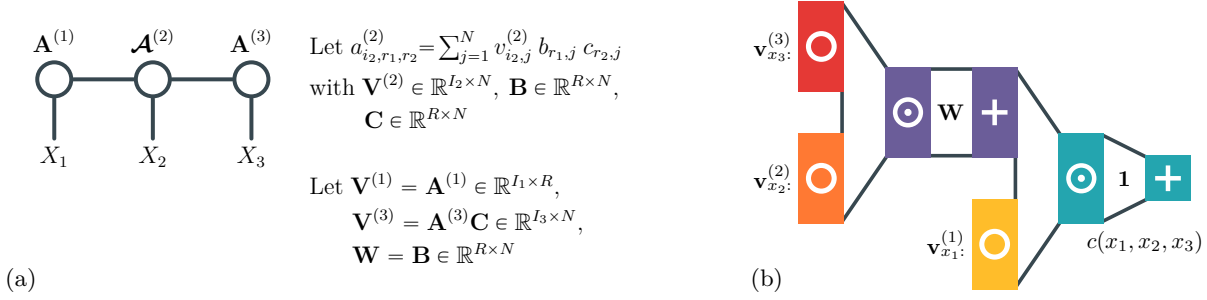 A^{(1)} 𝓐^{(2)} A^{(3)}
X_1 X_2 X_3
(a)
Let a^{(2)}_{i_2,r_1,r_2} = \sum_{j=1}^{N} v^{(2)}_{i_2,j} b_{r_1,j} c_{r_2,j}
with V^{(2)} ∈ ℝ^{I_2×N}, B ∈ ℝ^{R×N},
C ∈ ℝ^{R×N}
Let V^{(1)} = A^{(1)} ∈ ℝ^{I_1×R},
V^{(3)} = A^{(3)}C ∈ ℝ^{I_3×N},
W = B ∈ ℝ^{R×N}
v^{(3)}_{x_3:}
⊙ W +
v^{(2)}_{x_2:}
⊙ 1 +
v^{(1)}_{x_1:}
c(x_1, x_2, x_3)
(b)